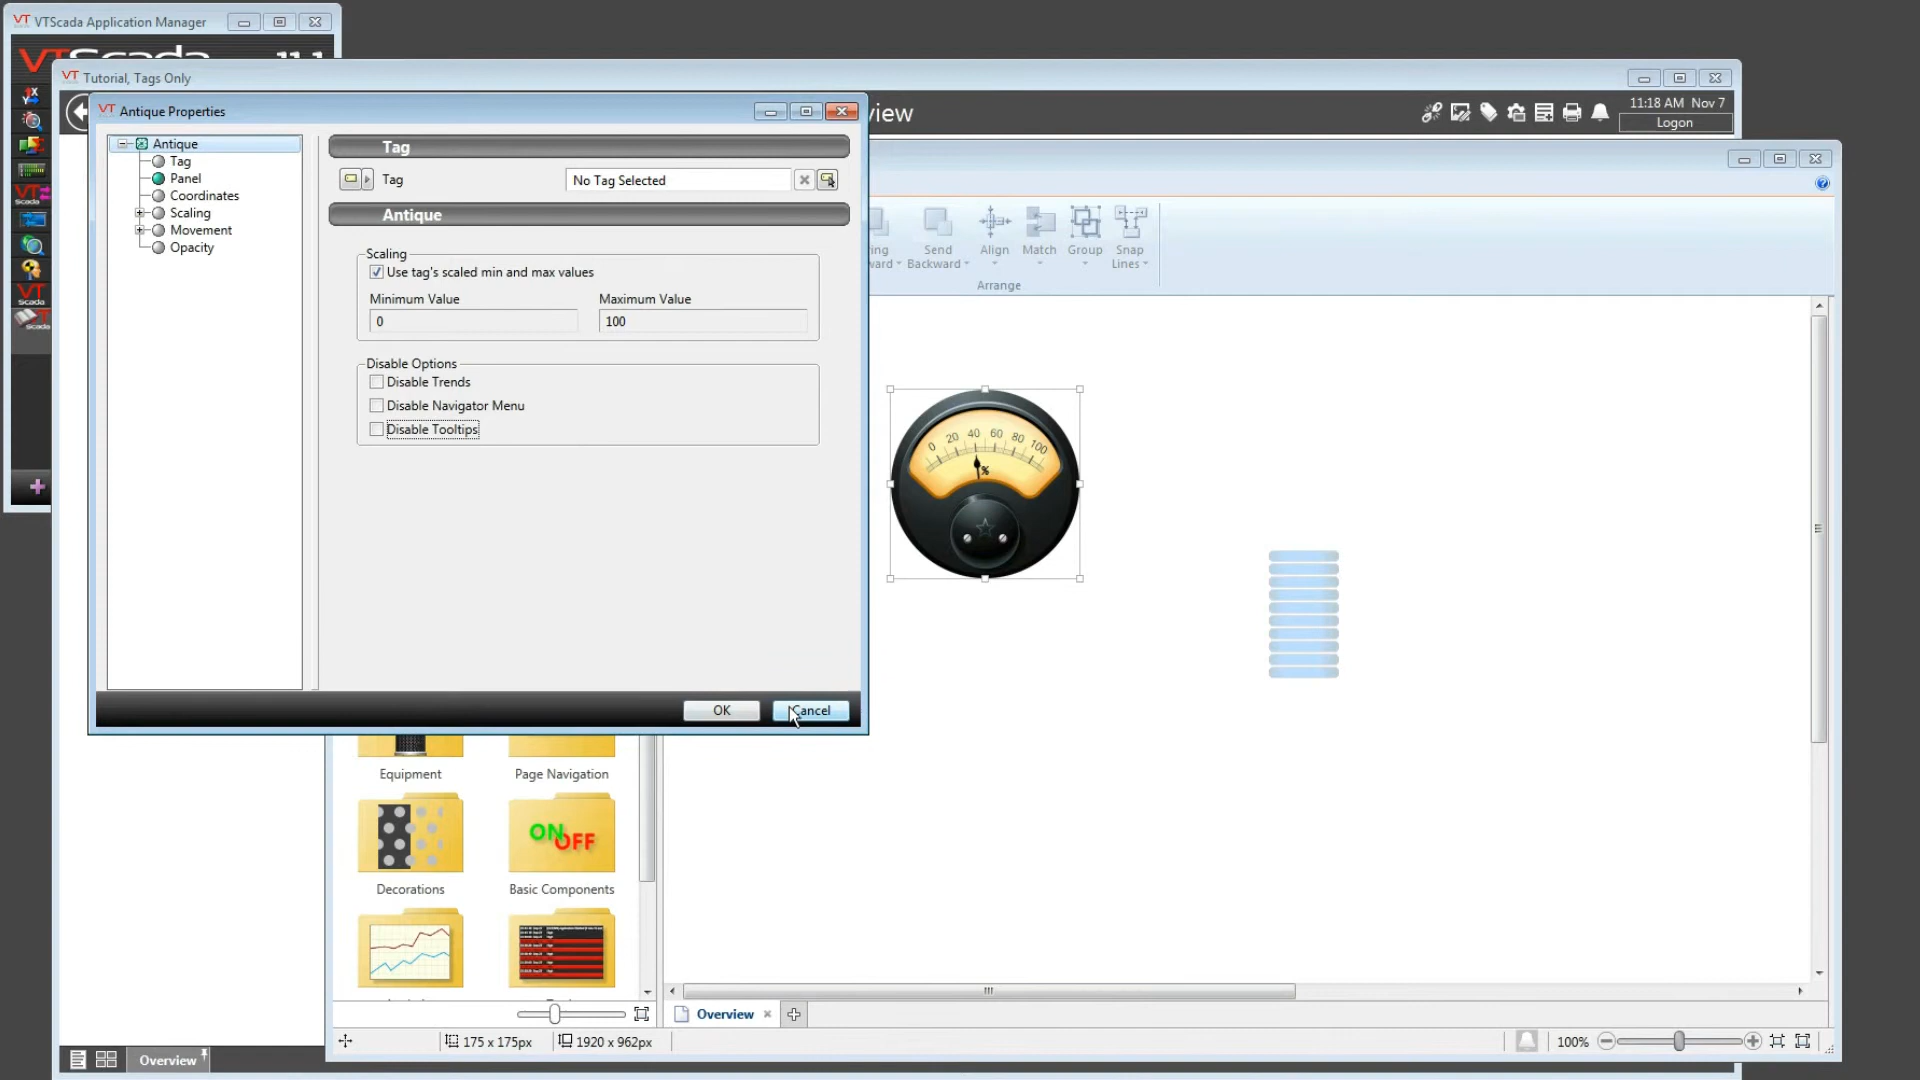 VTScada Application Manager
Tutorial, Tags Only
Antique Properties
view
11:18 AM Nov 7
Logon
Antique
Tag
Panel
Coordinates
Scaling
Movement
Opacity
Tag
Tag
No Tag Selected
Antique
Scaling
Use tag's scaled min and max values
Minimum Value
Maximum Value
0
100
Disable Options
Disable Trends
Disable Navigator Menu
Disable Tooltips
OK
Cancel
Send
Backward
Align
Match
Group
Snap
Lines
Arrange
0 20 40 60 80 100
%
Equipment
Page Navigation
ON
OFF
Decorations
Basic Components
Overview
175 x 175px
1920 x 962px
100%
Overview